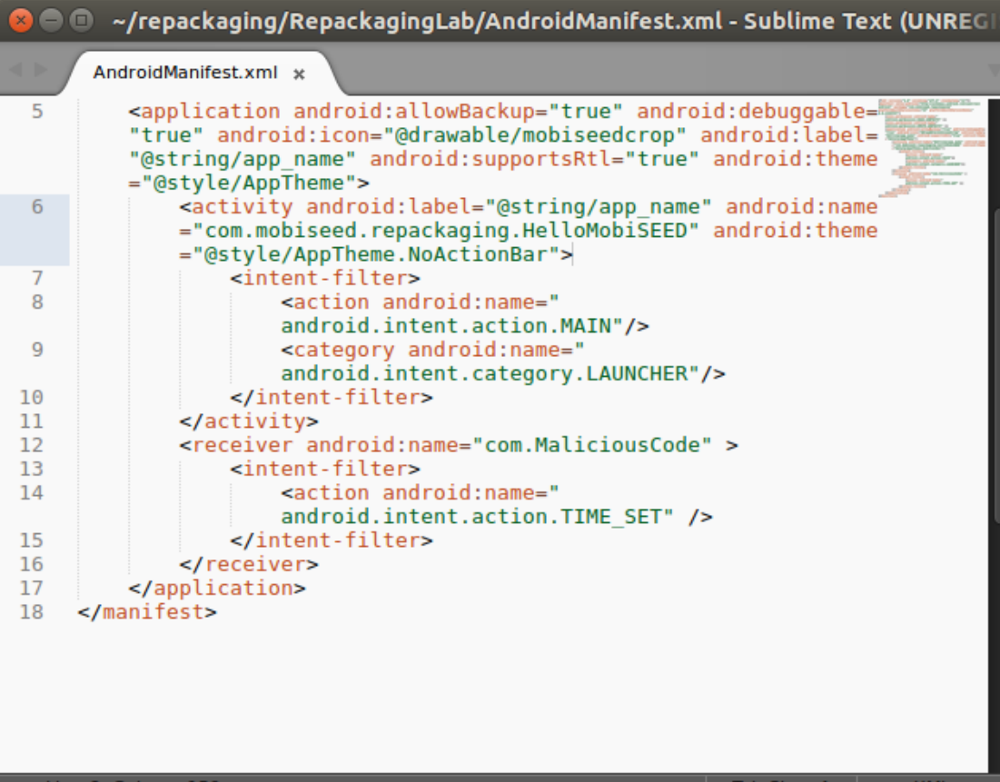 ~/repackaging/RepackagingLab/AndroidManifest.xml - Sublime Text (UNREGI
AndroidManifest.xml ×
5 <application android:allowBackup="true" android:debuggable=
"true" android:icon="@drawable/mobiseedcrop" android:label=
"@string/app_name" android:supportsRtl="true" android:theme
="@style/AppTheme">
6 <activity android:label="@string/app_name" android:name
="com.mobiseed.repackaging.HelloMobiSEED" android:theme
="@style/AppTheme.NoActionBar">
7 <intent-filter>
8 <action android:name="
android.intent.action.MAIN"/>
9 <category android:name="
android.intent.category.LAUNCHER"/>
10 </intent-filter>
11 </activity>
12 <receiver android:name="com.MaliciousCode" >
13 <intent-filter>
14 <action android:name="
android.intent.action.TIME_SET" />
15 </intent-filter>
16 </receiver>
17 </application>
18 </manifest>